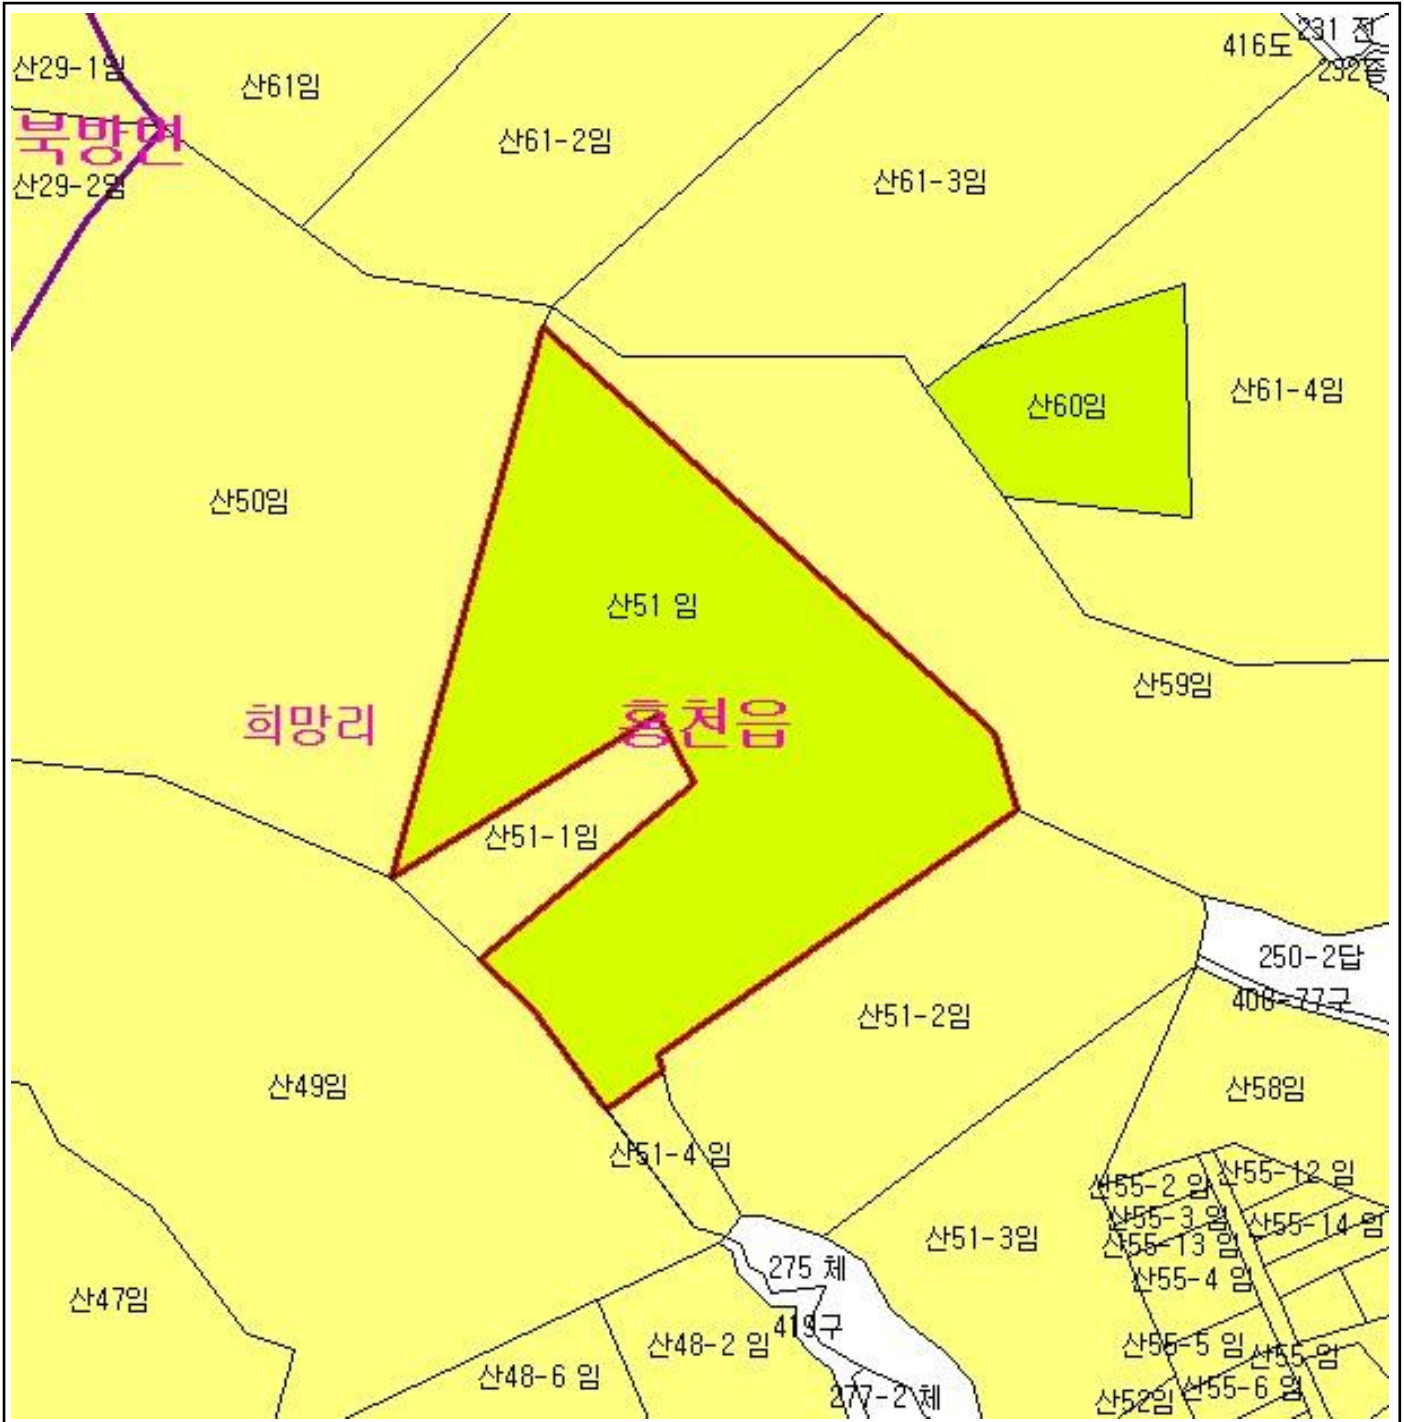 231 전
416도
232종
산29-1임
산61임
산61-2임
북방면
산29-2임
산61-3임
산61-4임
산60임
산50임
산51 임
산59임
희망리
홍천읍
산51-1임
250-2답
408-77구
산51-2임
산49임
산58임
산51-4 임
산55-2 임
산55-12 임
산55-3 임
산55-14 임
산51-3임
산55-13 임
275 체
산55-4 임
산47임
419구
산48-2 임
산55-5 임
산55 임
산48-6 임
산55-6 임
277-2 체
산52임